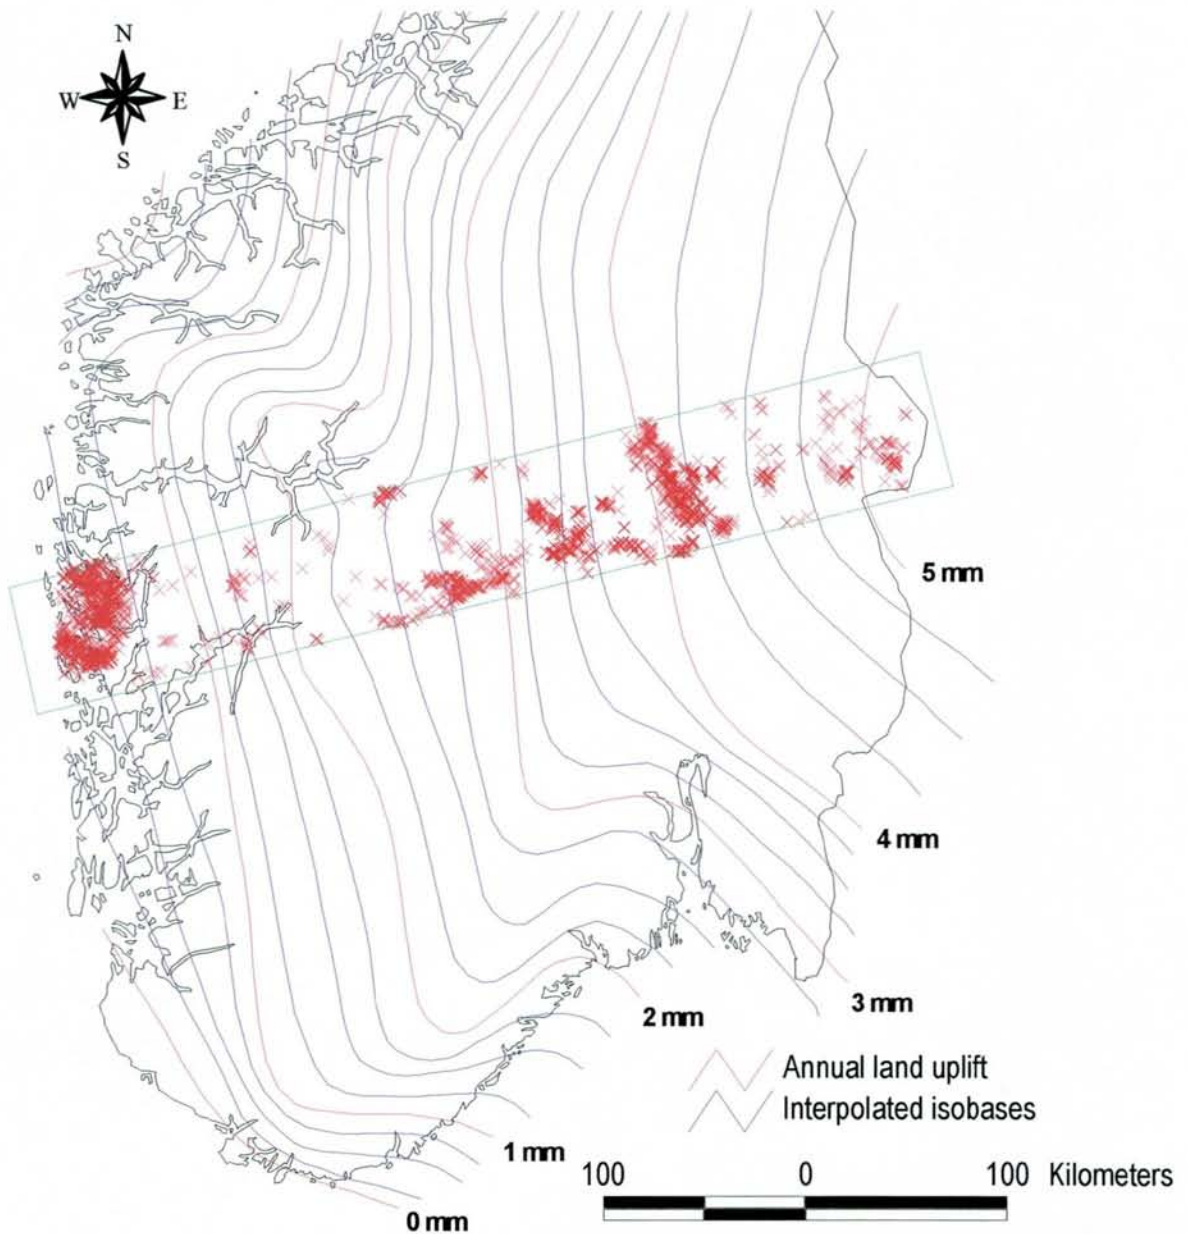 N
W E
S
5 mm
4 mm
3 mm
2 mm
Annual land uplift
Interpolated isobases
1 mm
100 0 100 Kilometers
0 mm